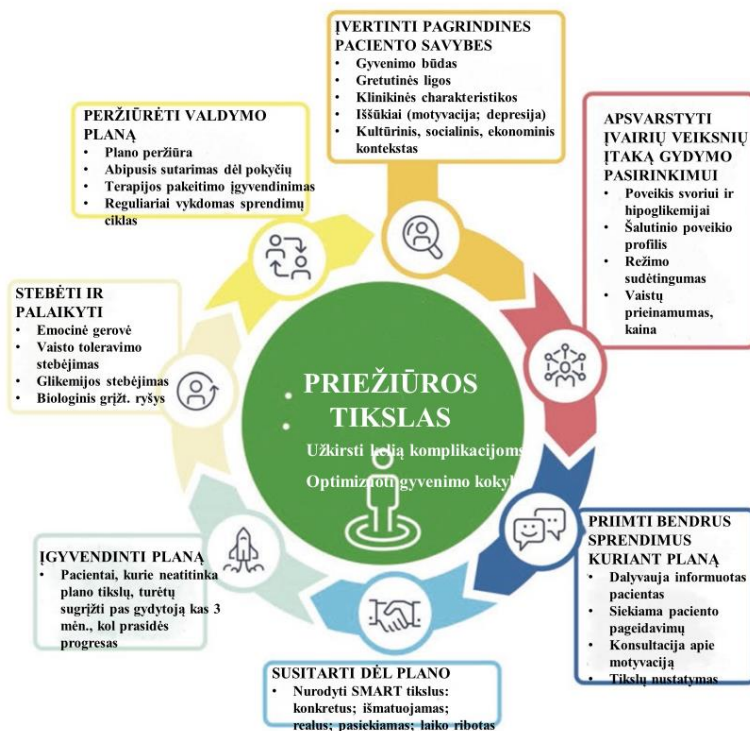 ĮVERTINTI PAGRINDINES
PACIENTO SAVYBES
• Gyvenimo būdas
• Gretutinės ligos
• Klinikinės charakteristikos
• Iššūkiai (motyvacija; depresija)
• Kultūrinis, socialinis, ekonominis
kontekstas
APSVARSTYTI
ĮVAIRIŲ VEIKSNIŲ
ĮTAKĄ GYDYMO
PASIRINKIMUI
• Poveikis svoriui ir
hipoglikemijai
• Šalutinio poveikio
profilis
• Režimo
sudėtingumas
• Vaistų
prieinamumas,
kaina
PRIIMTI BENDRUS
SPRENDIMUS
KURIANT PLANĄ
• Dalyvauja informuotas
pacientas
• Siekiama paciento
pageidavimų
• Konsultacija apie
motyvaciją
• Tikslų nustatymas
SUSITARTI DĖL PLANO
• Nurodyti SMART tikslus:
konkretus; išmatuojamas;
realus; pasiekiamas; laiko ribotas
ĮGYVENDINTI PLANĄ
• Pacientai, kurie neatitinka
plano tikslų, turėtų
sugrįžti pas gydytoją kas 3
mėn., kol prasidės
progresas
STEBĖTI IR
PALAIKYTI
• Emocinė gerovė
• Vaisto toleravimo
stebėjimas
• Glikemijos stebėjimas
• Biologinis grįžt. ryšys
PERŽIŪRĖTI VALDYMO
PLANĄ
• Plano peržiūra
• Abipusis sutarimas dėl pokyčių
• Terapijos pakeitimo įgyvendinimas
• Reguliariai vykdomas sprendimų
ciklas
PRIEŽIŪROS
TIKSLAS
Užkirsti kelią komplikacijoms
Optimizuoti gyvenimo